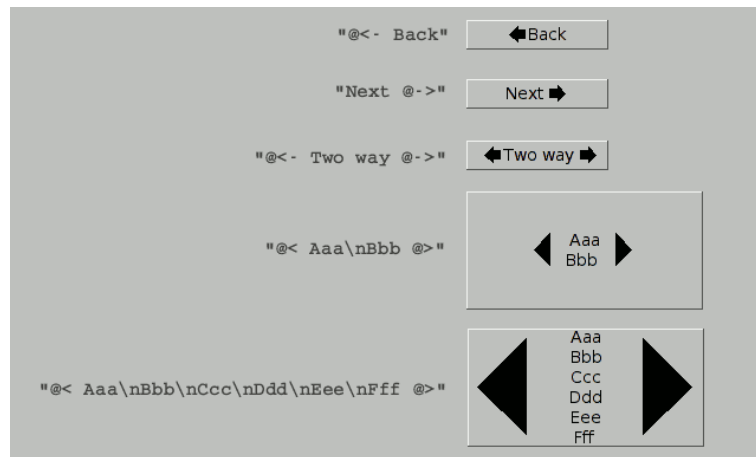 "@<- Back" Back
"Next @->" Next
"@<- Two way @->" Two way
"@< Aaa\nBbb @>"
Aaa
Bbb
"@< Aaa\nBbb\nCcc\nDdd\nEee\nFff @>"
Aaa
Bbb
Ccc
Ddd
Eee
Fff